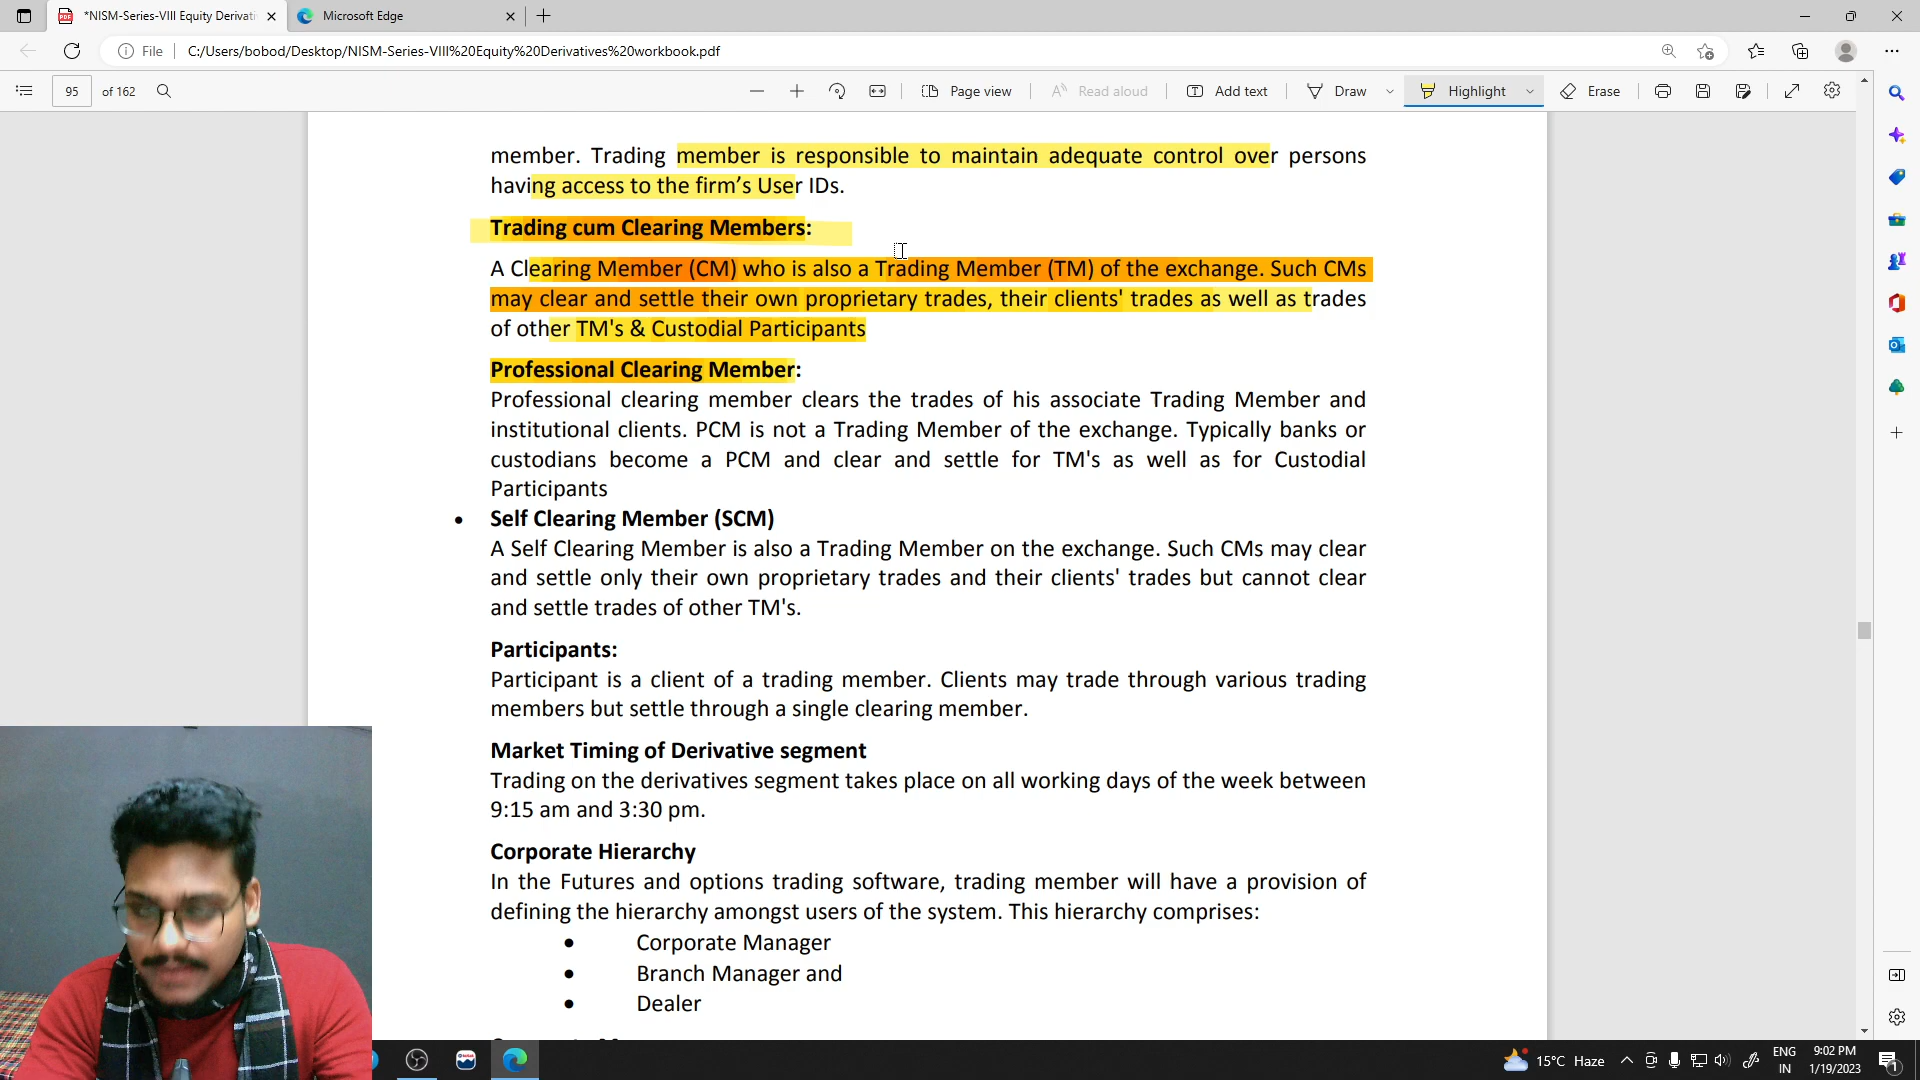 *NISM-Series-VIII Equity Derivati
Microsoft Edge
File
C:/Users/bobod/Desktop/NISM-Series-VIII%20Equity%20Derivatives%20workbook.pdf
95 of 162
Page view
Read aloud
Add text
Draw
Highlight
Erase
member. Trading member is responsible to maintain adequate control over persons
having access to the firm’s User IDs.
Trading cum Clearing Members:
A Clearing Member (CM) who is also a Trading Member (TM) of the exchange. Such CMs
may clear and settle their own proprietary trades, their clients' trades as well as trades
of other TM's & Custodial Participants
Professional Clearing Member:
Professional clearing member clears the trades of his associate Trading Member and
institutional clients. PCM is not a Trading Member of the exchange. Typically banks or
custodians become a PCM and clear and settle for TM's as well as for Custodial
Participants
• Self Clearing Member (SCM)
A Self Clearing Member is also a Trading Member on the exchange. Such CMs may clear
and settle only their own proprietary trades and their clients' trades but cannot clear
and settle trades of other TM's.
Participants:
Participant is a client of a trading member. Clients may trade through various trading
members but settle through a single clearing member.
Market Timing of Derivative segment
Trading on the derivatives segment takes place on all working days of the week between
9:15 am and 3:30 pm.
Corporate Hierarchy
In the Futures and options trading software, trading member will have a provision of
defining the hierarchy amongst users of the system. This hierarchy comprises:
• Corporate Manager
• Branch Manager and
• Dealer
15°C Haze
ENG
IN
9:02 PM
1/19/2023
1